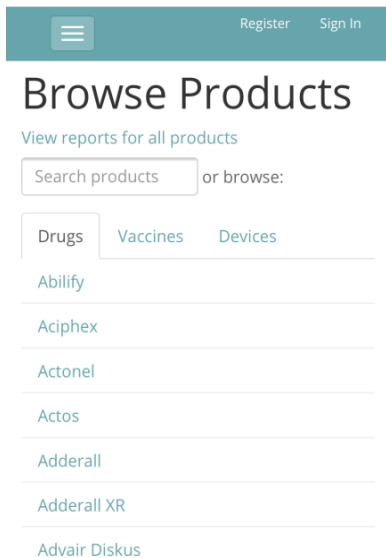 Register Sign In
Browse Products
View reports for all products
Search products or browse:
Drugs Vaccines Devices
Abilify
Aciphex
Actonel
Actos
Adderall
Adderall XR
Advair Diskus